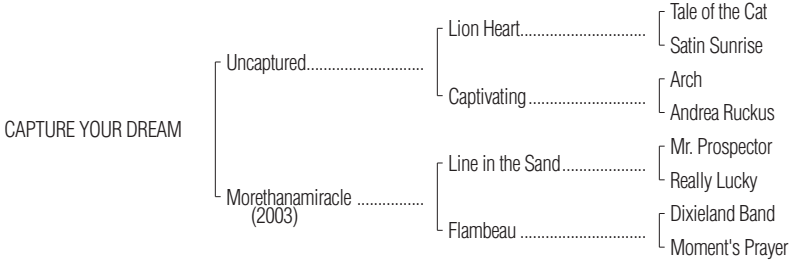 Tale of the Cat
Lion Heart..............................
Satin Sunrise
Uncaptured............................
Arch
Captivating............................
Andrea Ruckus
CAPTURE YOUR DREAM
Mr. Prospector
Line in the Sand....................
Really Lucky
Morethanamiracle ................
(2003)
Dixieland Band
Flambeau ..............................
Moment's Prayer